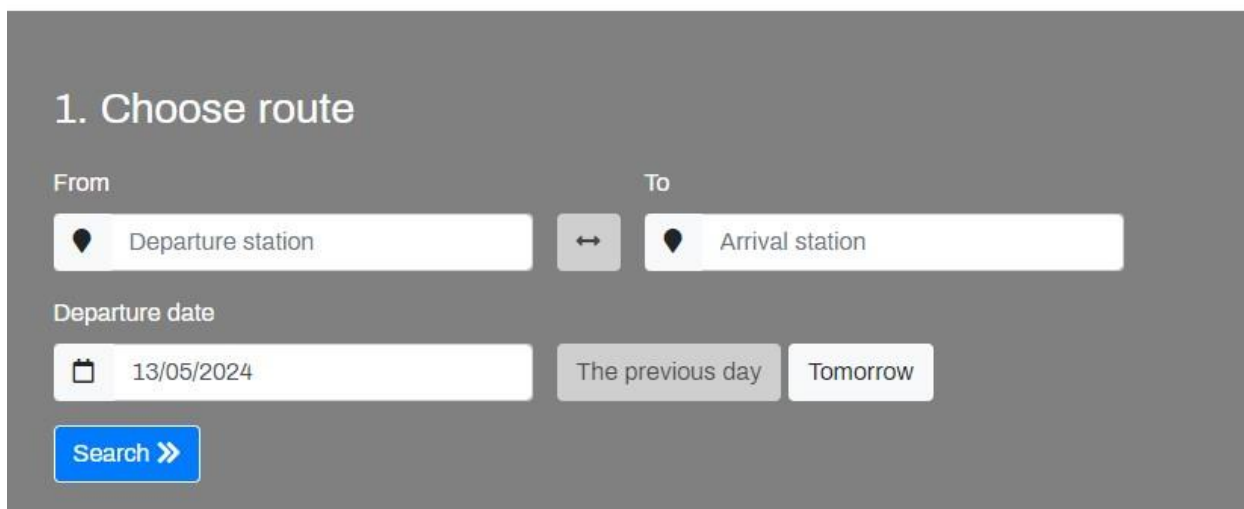 1. Choose route
From To
Departure station Arrival station
Departure date
13/05/2024 The previous day Tomorrow
Search